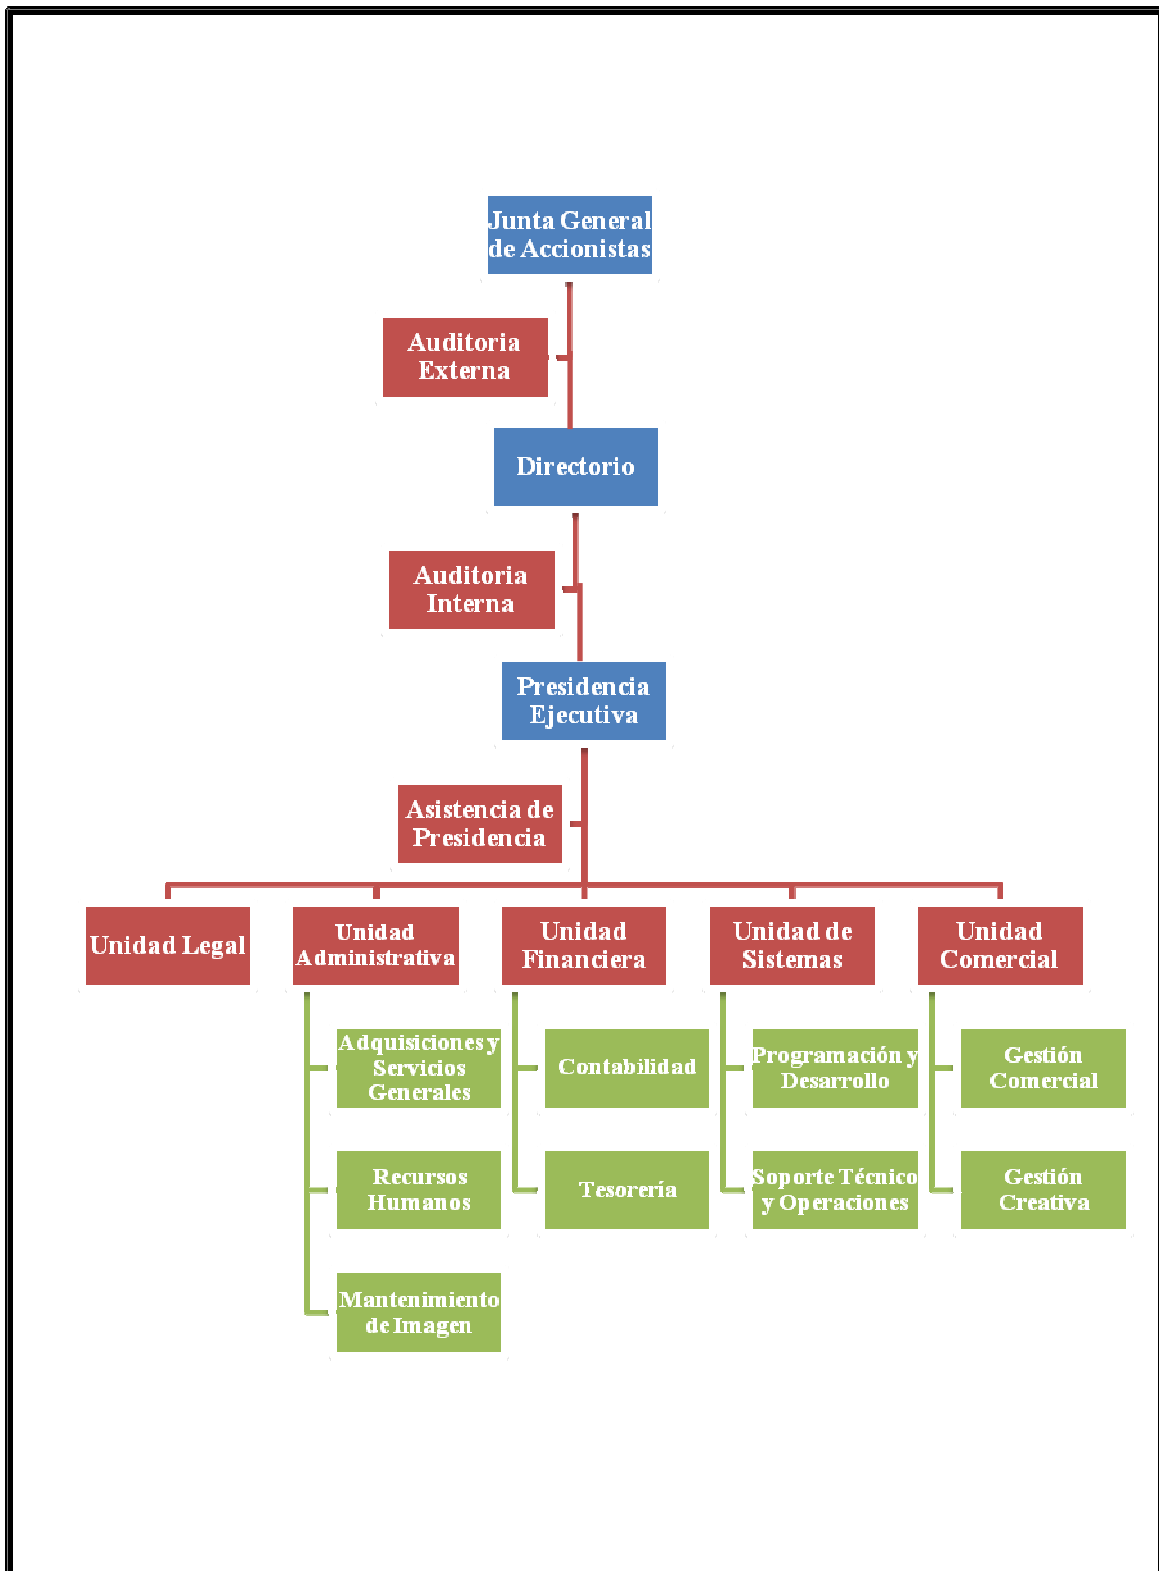 Junta General
de Accionistas
Auditoria
Externa
Directorio
Auditoria
Interna
Presidencia
Ejecutiva
Asistencia de
Presidencia
Unidad Legal
Unidad
Administrativa
Unidad
Financiera
Unidad de
Sistemas
Unidad
Comercial
Adquisiciones y
Servicios
Generales
Contabilidad
Programación y
Desarrollo
Gestión
Comercial
Recursos
Humanos
Tesorería
Soporte Técnico
y Operaciones
Gestión
Creativa
Mantenimiento
de Imagen